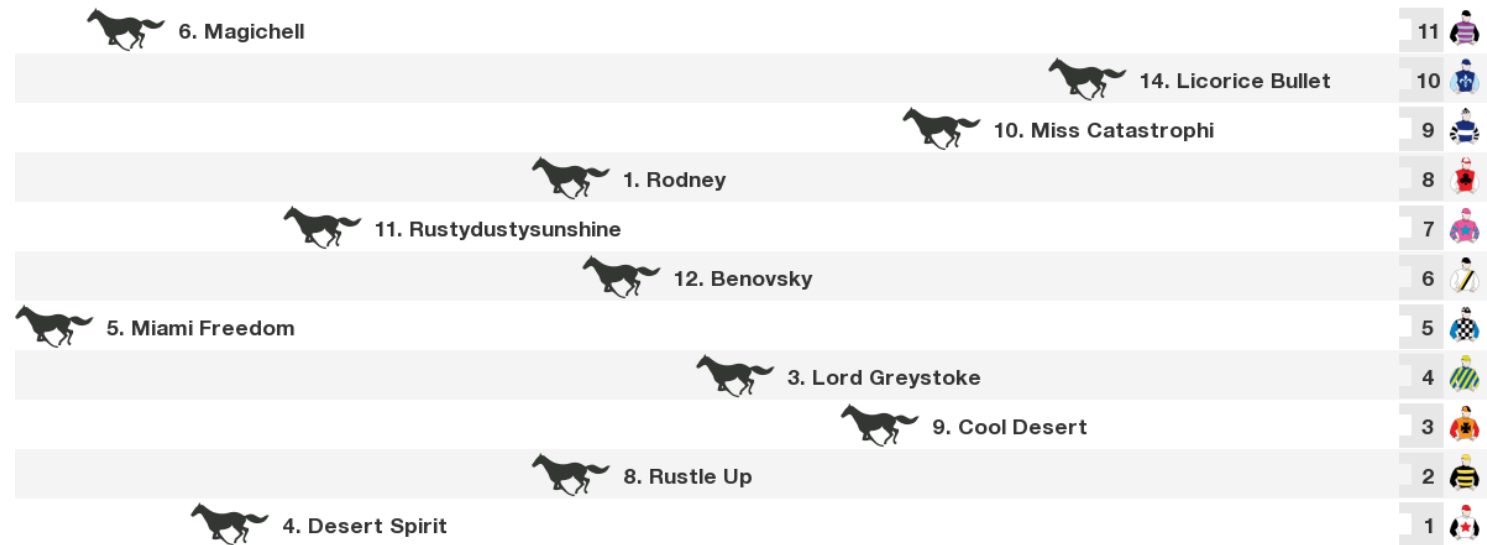 6. Magichell 11
14. Licorice Bullet 10
10. Miss Catastrophi 9
1. Rodney 8
11. Rustydustysunshine 7
12. Benovsky 6
5. Miami Freedom 5
3. Lord Greystoke 4
9. Cool Desert 3
8. Rustle Up 2
4. Desert Spirit 1